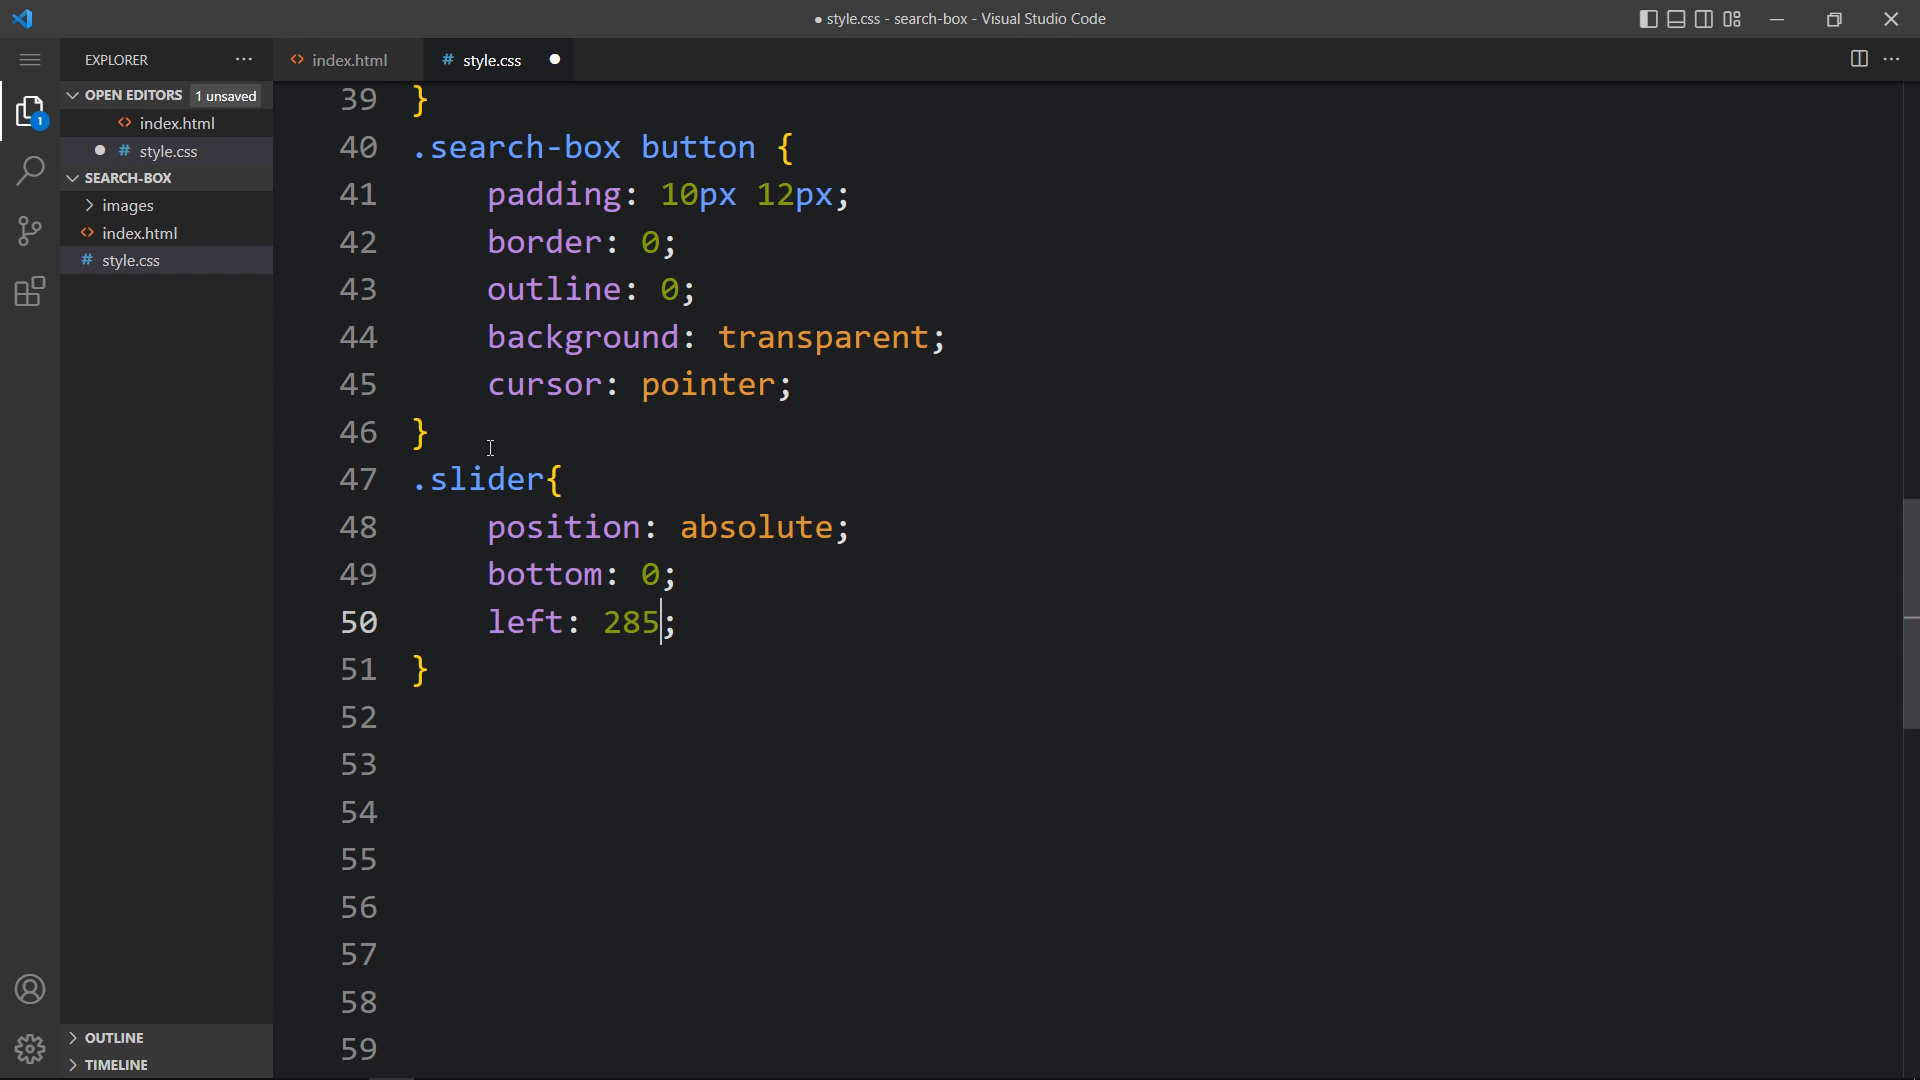 ● style.css - search-box - Visual Studio Code
EXPLORER ···
<> index.html
# style.css ●
OPEN EDITORS 1 unsaved
<> index.html
● # style.css
SEARCH-BOX
> images
<> index.html
# style.css
1
39 }
40 .search-box button {
41 padding: 10px 12px;
42 border: 0;
43 outline: 0;
44 background: transparent;
45 cursor: pointer;
46 }
47 .slider{
48 position: absolute;
49 bottom: 0;
50 left: 285;
51 }
52
53
54
55
56
57
58
59
> OUTLINE
> TIMELINE